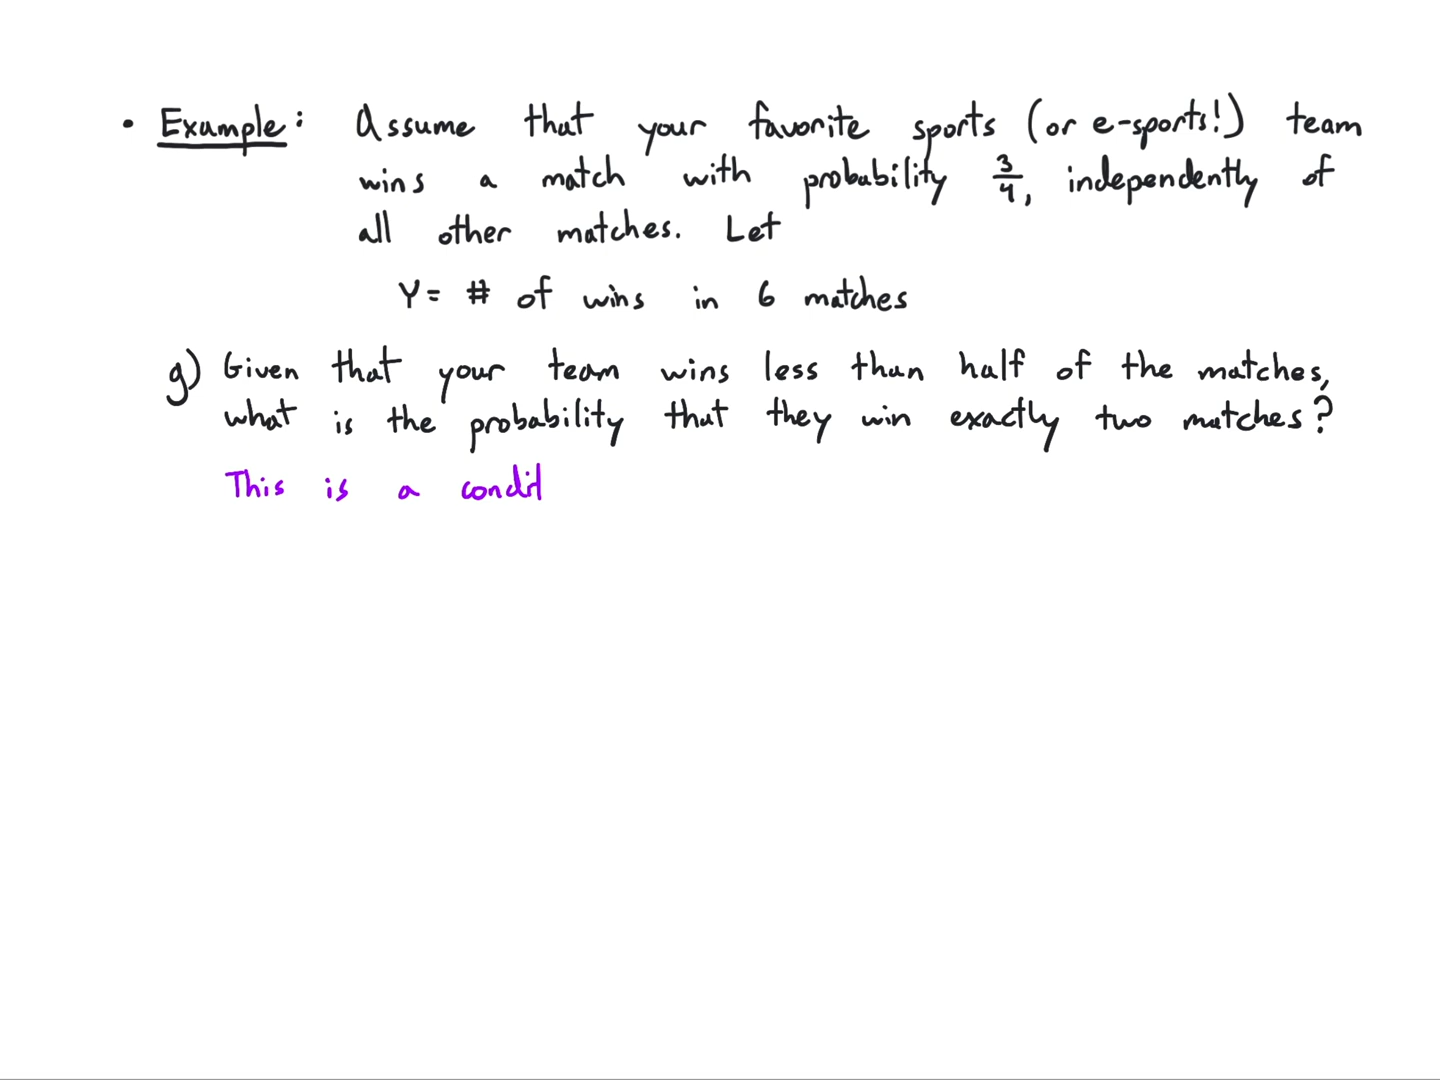 • Example: Assume that your favorite sports (or e-sports!) team
wins a match with probability 3/4, independently of
all other matches. Let
Y = # of wins in 6 matches
g) Given that your team wins less than half of the matches,
what is the probability that they win exactly two matches?
This is a condit